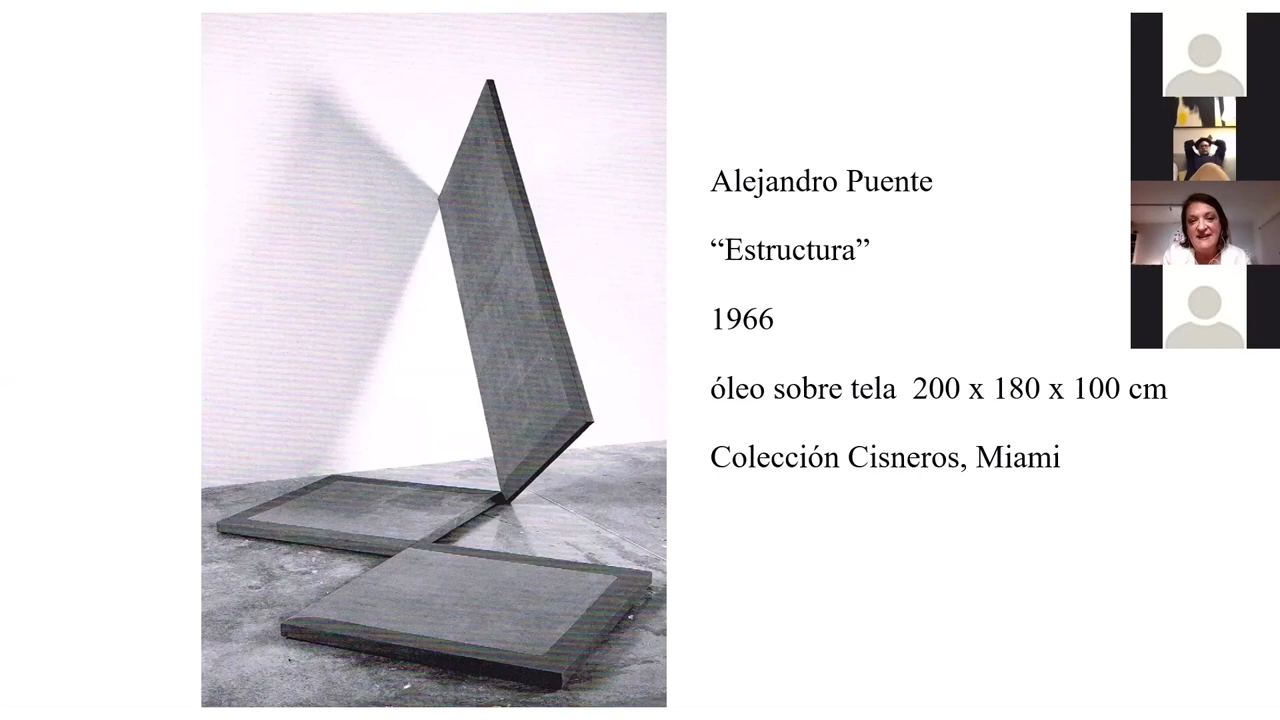 Alejandro Puente
“Estructura”
1966
óleo sobre tela  200 x 180 x 100 cm
Colección Cisneros, Miami